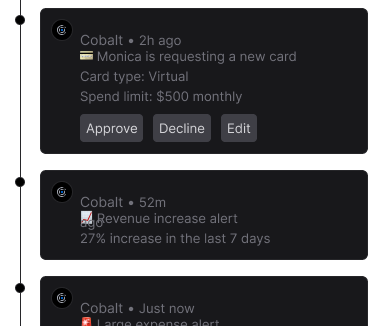 Cobalt • 2h ago
💳 Monica is requesting a new card
Card type: Virtual
Spend limit: $500 monthly
Approve Decline Edit
Cobalt • 52m
ago
📈 Revenue increase alert
27% increase in the last 7 days
Cobalt • Just now
🚨 Large expense alert